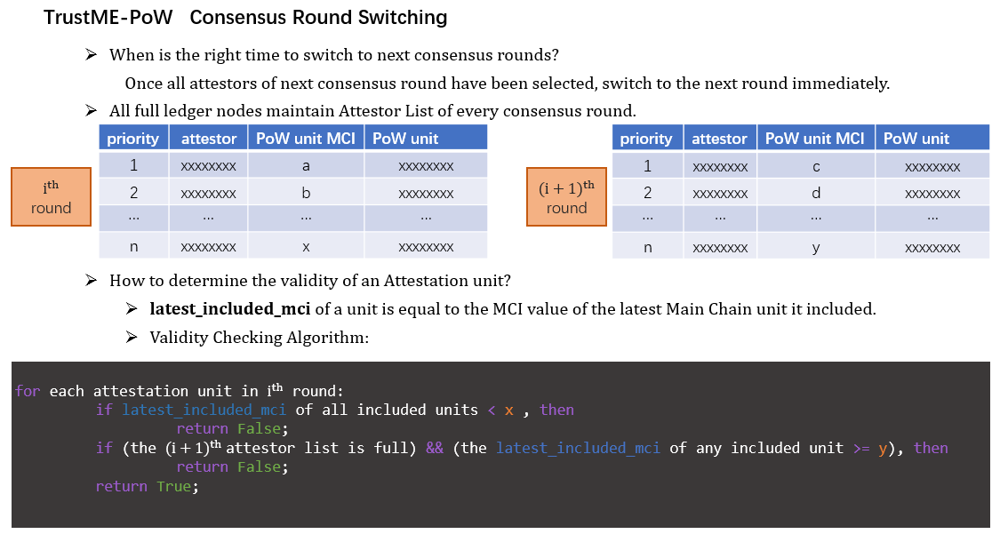 TrustME-PoW Consensus Round Switching
➢ When is the right time to switch to next consensus rounds?
Once all attestors of next consensus round have been selected, switch to the next round immediately.
➢ All full ledger nodes maintain Attestor List of every consensus round.
iᵗʰ
round
priority attestor PoW unit MCI PoW unit
1 xxxxxxxx a xxxxxxxx
2 xxxxxxxx b xxxxxxxx
... ... ... ...
n xxxxxxxx x xxxxxxxx
(i + 1)ᵗʰ
round
priority attestor PoW unit MCI PoW unit
1 xxxxxxxx c xxxxxxxx
2 xxxxxxxx d xxxxxxxx
... ... ... ...
n xxxxxxxx y xxxxxxxx
➢ How to determine the validity of an Attestation unit?
➢ latest_included_mci of a unit is equal to the MCI value of the latest Main Chain unit it included.
➢ Validity Checking Algorithm:
for each attestation unit in iᵗʰ round:
if latest_included_mci of all included units < x , then
return False;
if (the (i + 1)ᵗʰ attestor list is full) && (the latest_included_mci of any included unit >= y), then
return False;
return True;